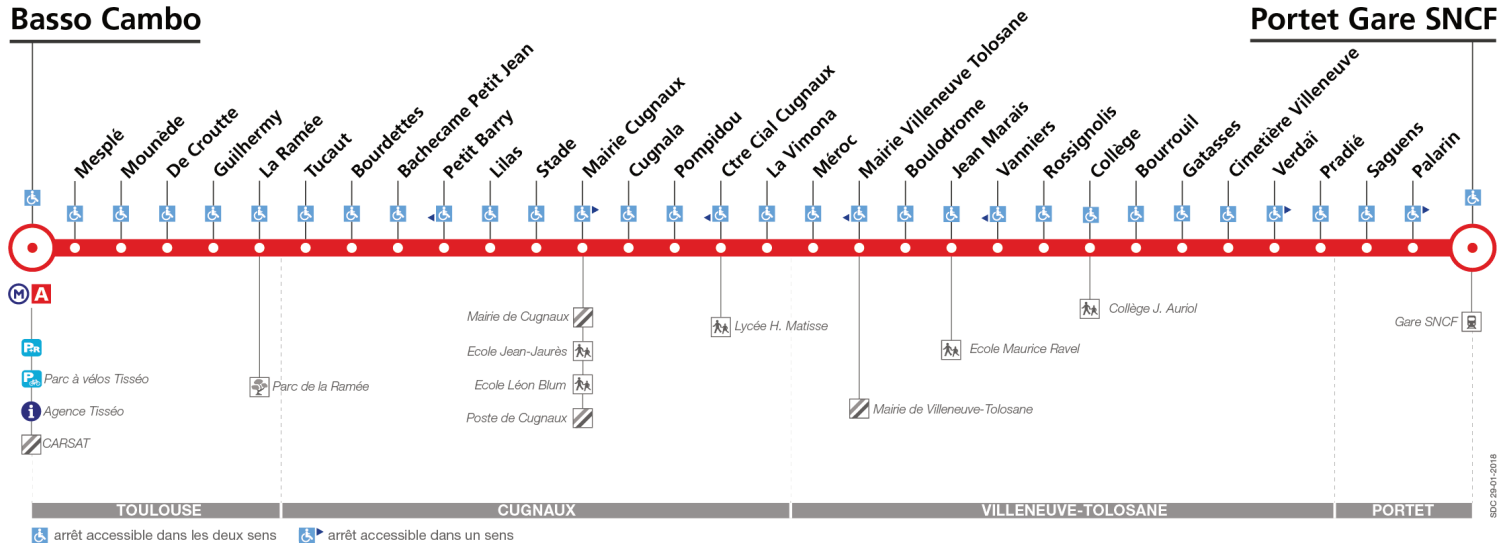 Basso Cambo
Portet Gare SNCF
Mesplé
Mounède
De Croutte
Guilhermy
La Ramée
Tucaut
Bourdettes
Bachecame Petit Jean
Petit Barry
Lilas
Stade
Mairie Cugnaux
Cugnala
Pompidou
Ctre Cial Cugnaux
La Vimona
Méroc
Mairie Villeneuve Tolosane
Boulodrome
Jean Marais
Vanniers
Rossignolis
Collège
Bourrouil
Gatasses
Cimetière Villeneuve
Verdaï
Pradié
Saguens
Palarin
M A
P+R
P
Parc à vélos Tisséo
i
Agence Tisséo
CARSAT
Parc de la Ramée
Mairie de Cugnaux
Ecole Jean-Jaurès
Ecole Léon Blum
Poste de Cugnaux
Lycée H. Matisse
Mairie de Villeneuve-Tolosane
Ecole Maurice Ravel
Collège J. Auriol
Gare SNCF
TOULOUSE
CUGNAUX
VILLENEUVE-TOLOSANE
PORTET
arrêt accessible dans les deux sens
arrêt accessible dans un sens
SDC 29-01-2018